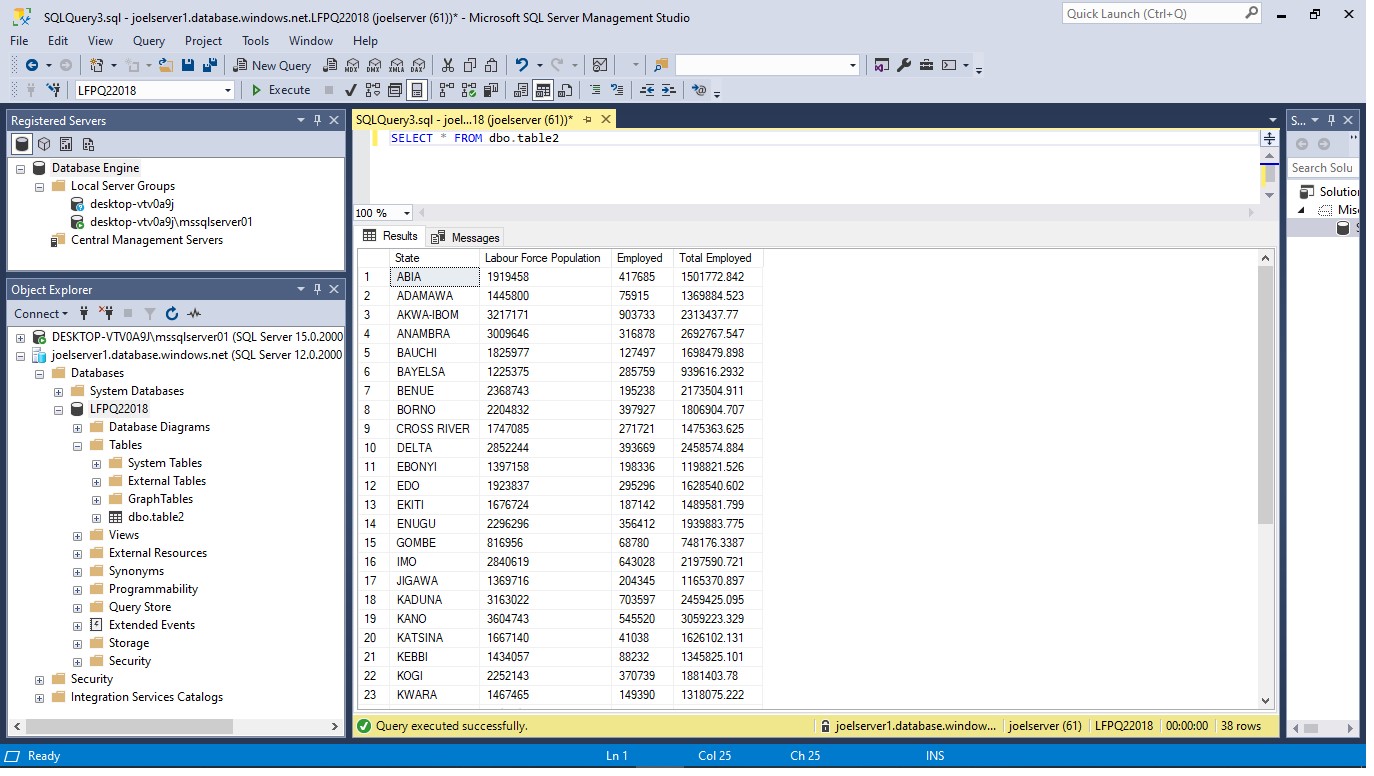 SQLQuery3.sql - joelserver1.database.windows.net.LFPQ22018 (joelserver (61))* - Microsoft SQL Server Management Studio
Quick Launch (Ctrl+Q)
File Edit View Query Project Tools Window Help
New Query MDX DMX XMLA DAX
LFPQ22018 Execute
Registered Servers
Database Engine
Local Server Groups
desktop-vtv0a9j
desktop-vtv0a9j\mssqlserver01
Central Management Servers
Object Explorer
Connect
DESKTOP-VTV0A9J\mssqlserver01 (SQL Server 15.0.2000
joelserver1.database.windows.net (SQL Server 12.0.2000
Databases
System Databases
LFPQ22018
Database Diagrams
Tables
System Tables
External Tables
GraphTables
dbo.table2
Views
External Resources
Synonyms
Programmability
Query Store
Extended Events
Storage
Security
Security
Integration Services Catalogs
SQLQuery3.sql - joel...18 (joelserver (61))*
SELECT * FROM dbo.table2
100 %
Results Messages
State Labour Force Population Employed Total Employed
1 ABIA 1919458 417685 1501772.842
2 ADAMAWA 1445800 75915 1369884.523
3 AKWA-IBOM 3217171 903733 2313437.77
4 ANAMBRA 3009646 316878 2692767.547
5 BAUCHI 1825977 127497 1698479.898
6 BAYELSA 1225375 285759 939616.2932
7 BENUE 2368743 195238 2173504.911
8 BORNO 2204832 397927 1806904.707
9 CROSS RIVER 1747085 271721 1475363.625
10 DELTA 2852244 393669 2458574.884
11 EBONYI 1397158 198336 1198821.526
12 EDO 1923837 295296 1628540.602
13 EKITI 1676724 187142 1489581.799
14 ENUGU 2296296 356412 1939883.775
15 GOMBE 816956 68780 748176.3387
16 IMO 2840619 643028 2197590.721
17 JIGAWA 1369716 204345 1165370.897
18 KADUNA 3163022 703597 2459425.095
19 KANO 3604743 545520 3059223.329
20 KATSINA 1667140 41038 1626102.131
21 KEBBI 1434057 88232 1345825.101
22 KOGI 2252143 370739 1881403.78
23 KWARA 1467465 149390 1318075.222
Query executed successfully. joelserver1.database.window... joelserver (61) LFPQ22018 00:00:00 38 rows
S...
Search Solu
Solutio
Mis
S
Ready Ln 1 Col 25 Ch 25 INS